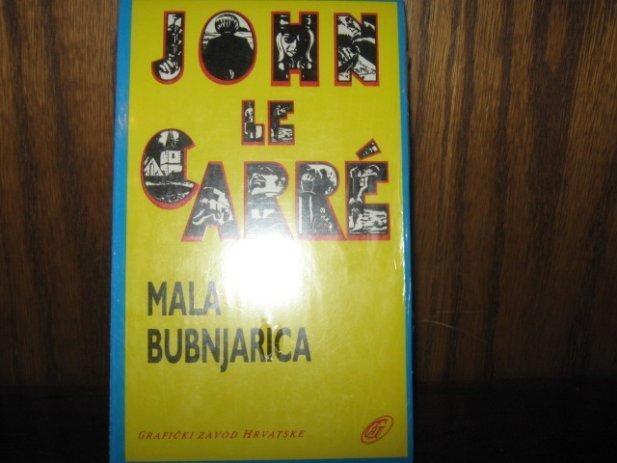 JOHN
LE
CARRÉ
MALA
BUBNJARICA
GRAFIČKI ZAVOD HRVATSKE